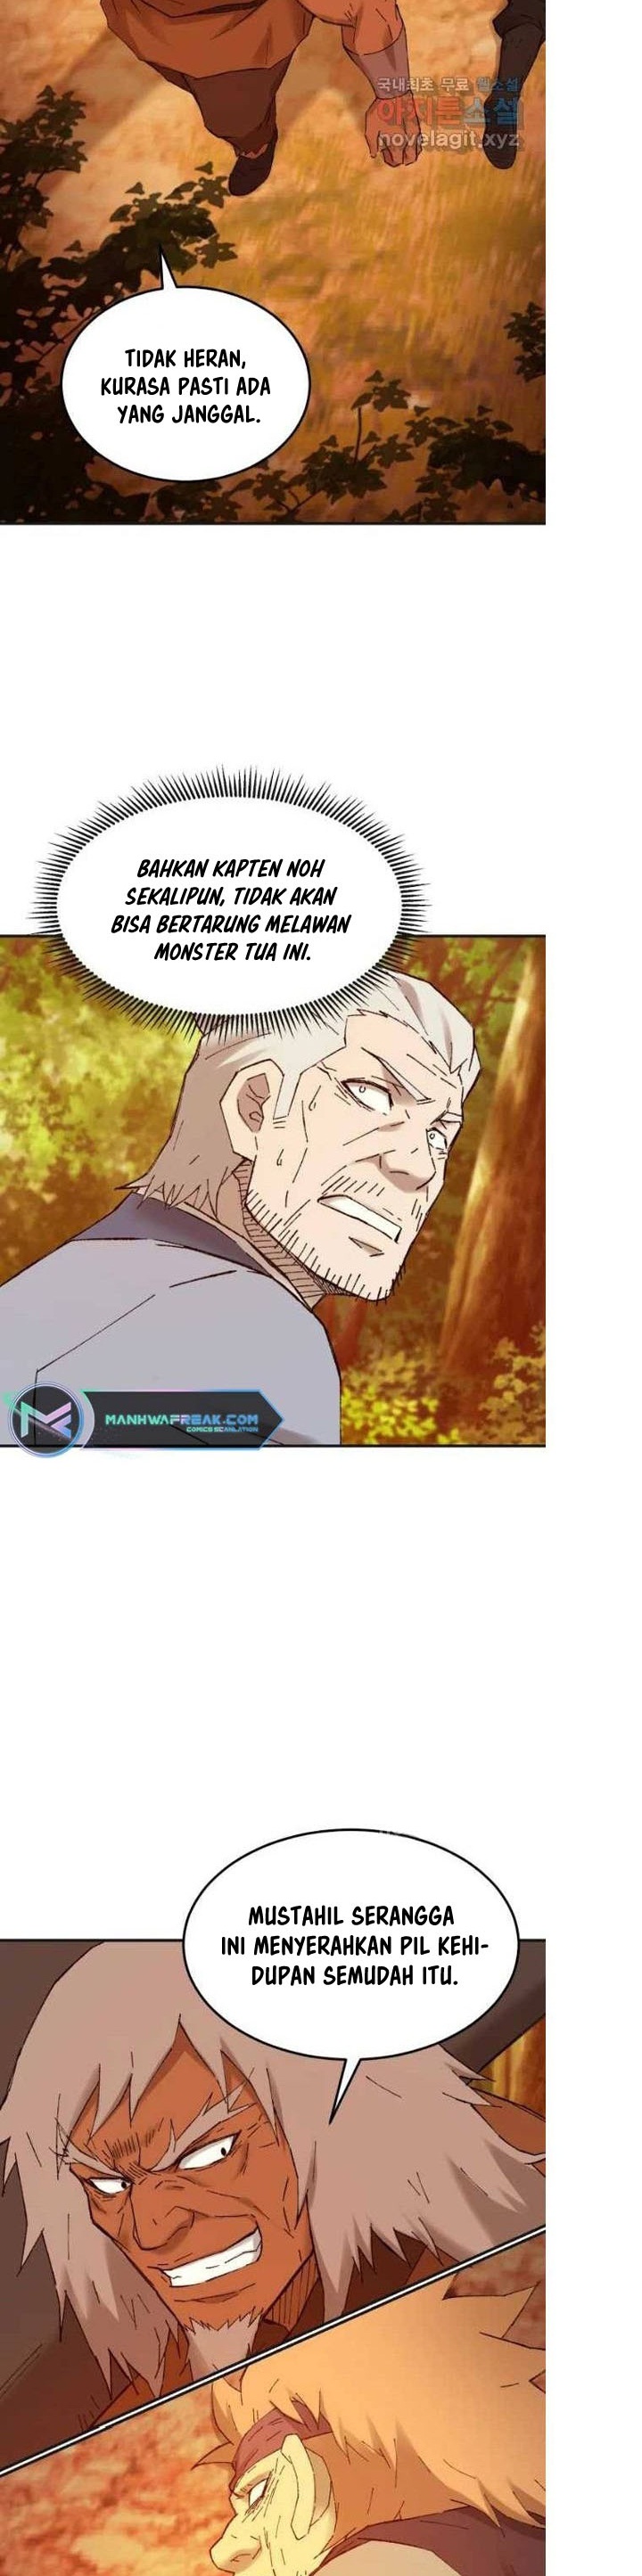 국내최초 무료 웹소설
아지툰소설
novelagit.xyz
TIDAK HERAN,
KURASA PASTI ADA
YANG JANGGAL.
BAHKAN KAPTEN NOH
SEKALIPUN, TIDAK AKAN
BISA BERTARUNG MELAWAN
MONSTER TUA INI.
MANHWAFREAK.COM
COMICS SCANLATION
MUSTAHIL SERANGGA
INI MENYERAHKAN PIL KEHI-
DUPAN SEMUDAH ITU.